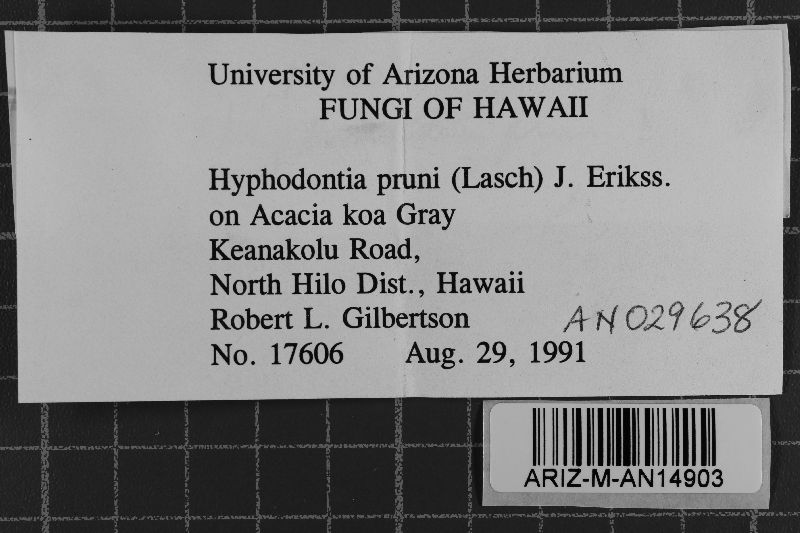 University of Arizona Herbarium
FUNGI OF HAWAII
Hyphodontia pruni (Lasch) J. Erikss.
on Acacia koa Gray
Keanakolu Road,
North Hilo Dist., Hawaii
Robert L. Gilbertson
AN029638
No. 17606 Aug. 29, 1991
ARIZ-M-AN14903